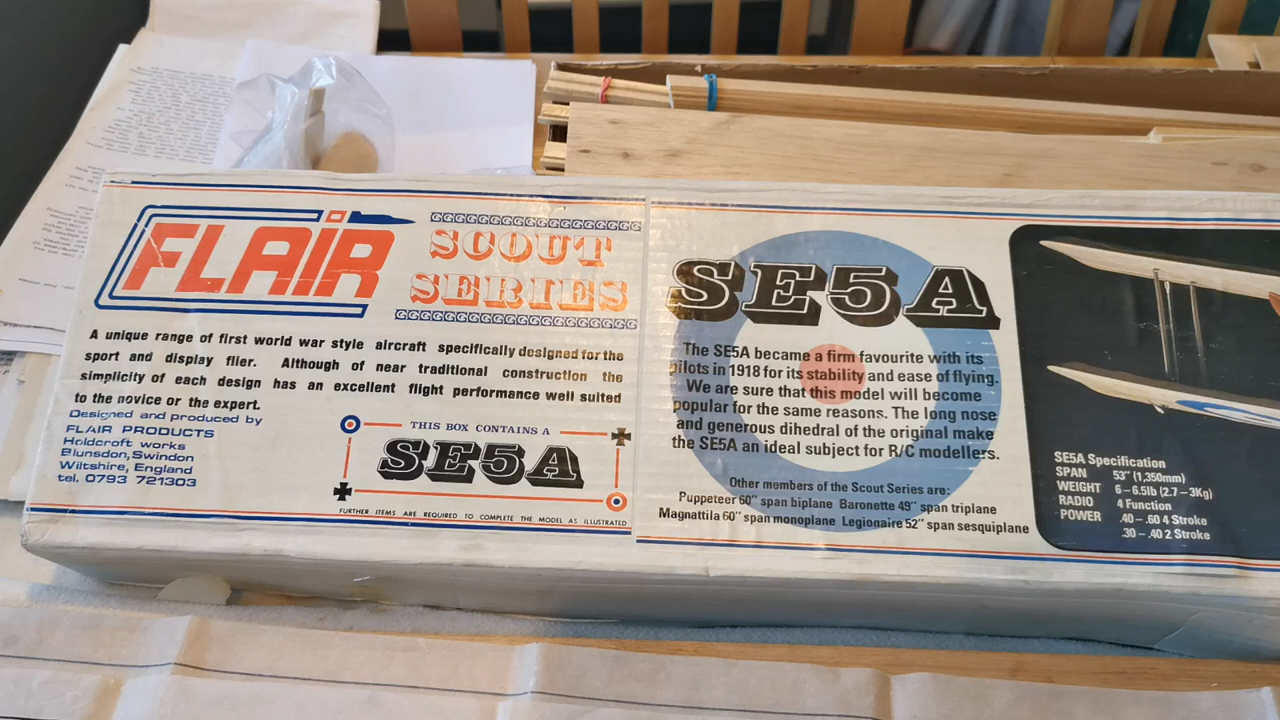 FLAIR
SCOUT
SERIES
A unique range of first world war style aircraft specifically designed for the
sport and display flier. Although of near traditional construction the
simplicity of each design has an excellent flight performance well suited
to the novice or the expert.
Designed and produced by
FLAIR PRODUCTS
Holdcroft works
Blunsdon, Swindon
Wiltshire, England
tel. 0793 721303
THIS BOX CONTAINS A
SE5A
FURTHER ITEMS ARE REQUIRED TO COMPLETE THE MODEL AS ILLUSTRATED
SE5A
The SE5A became a firm favourite with its
pilots in 1918 for its stability and ease of flying.
We are sure that this model will become
popular for the same reasons. The long nose
and generous dihedral of the original make
the SE5A an ideal subject for R/C modellers.
Other members of the Scout Series are:
Puppeteer 60" span biplane Baronette 49" span triplane
Magnattila 60" span monoplane Legionaire 52" span sesquiplane
SE5A Specification
SPAN 53" (1,350mm)
WEIGHT 6 – 6.5lb (2.7 – 3Kg)
RADIO 4 Function
POWER .40 – .60 4 Stroke
.30 – .40 2 Stroke